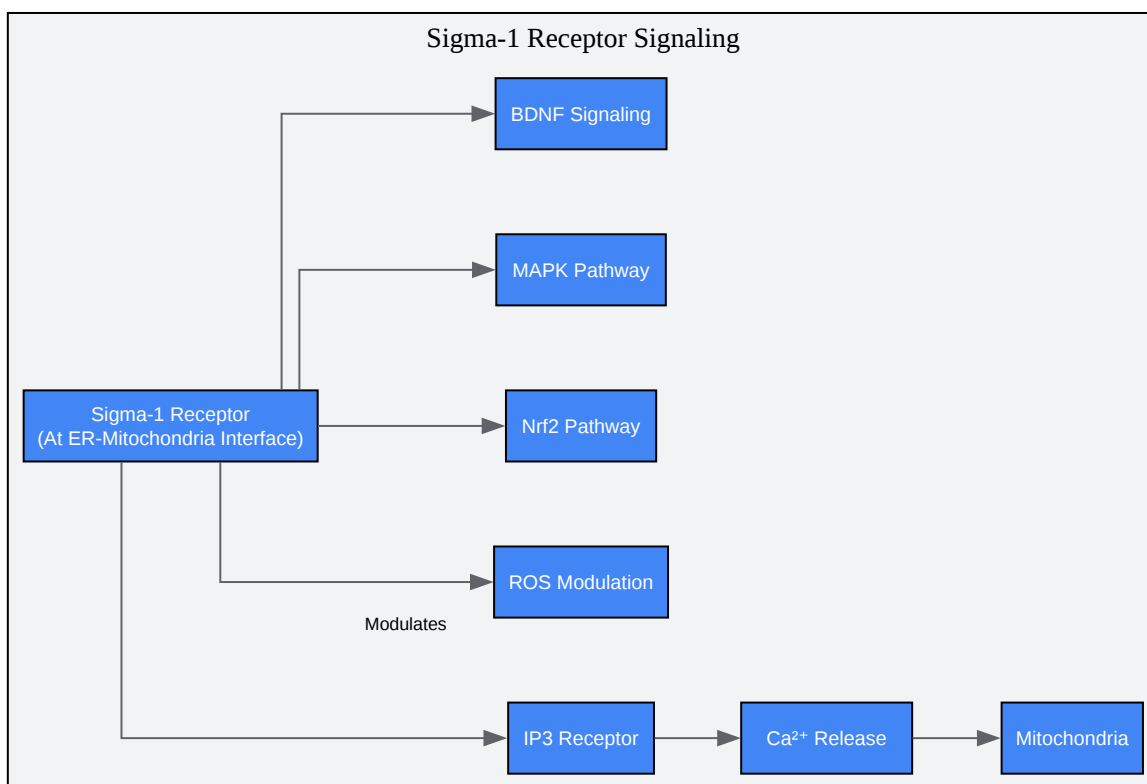 Sigma-1 Receptor Signaling
BDNF Signaling
MAPK Pathway
Sigma-1 Receptor
(At ER-Mitochondria Interface)
Nrf2 Pathway
ROS Modulation
Modulates
IP3 Receptor
Ca²⁺ Release
Mitochondria